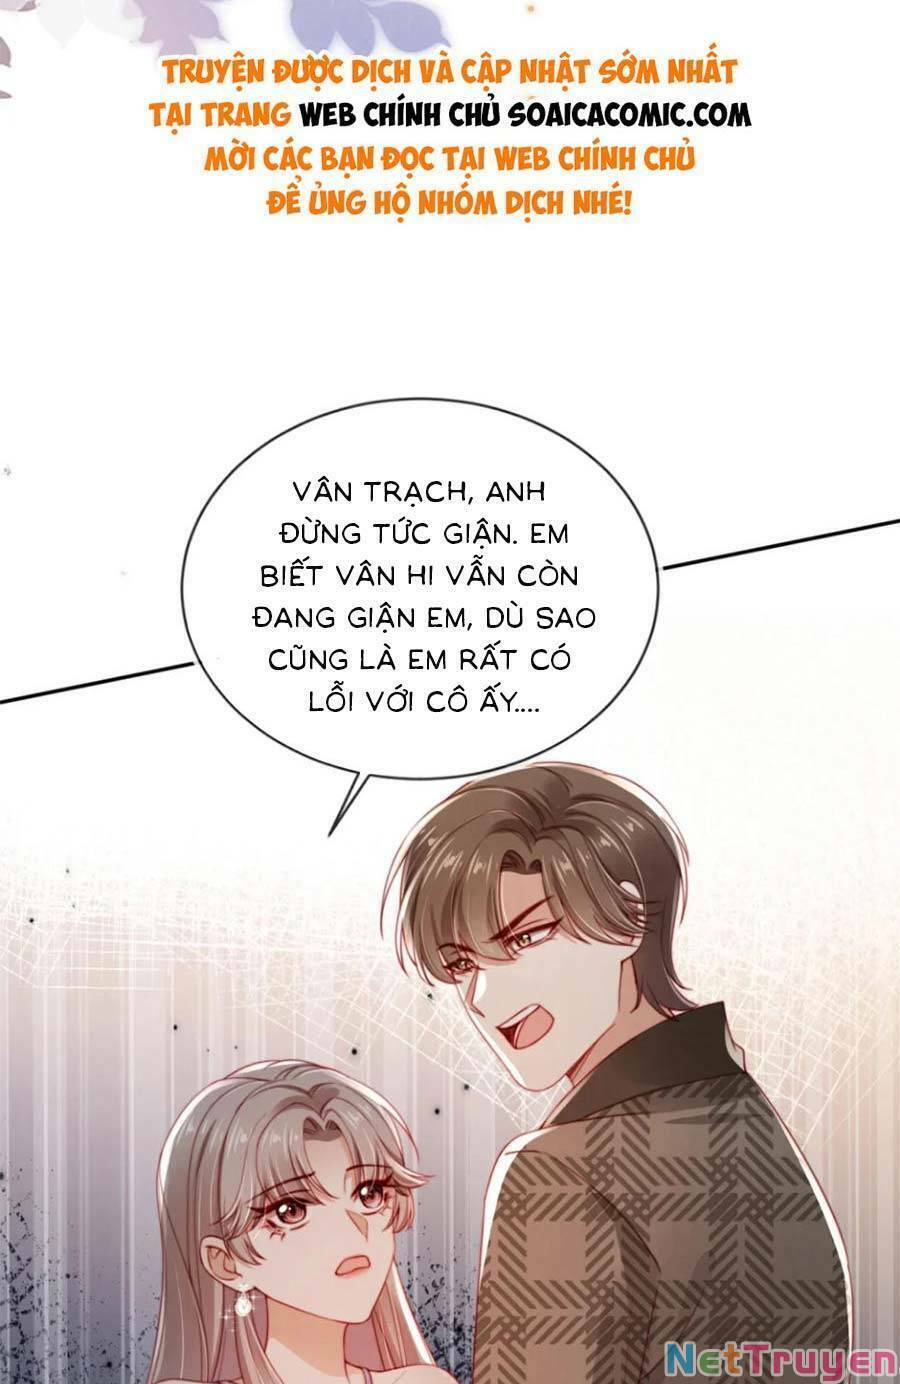 TRUYỆN ĐƯỢC DỊCH VÀ CẬP NHẬT SỚM NHẤT
TẠI TRANG WEB CHÍNH CHỦ SOAICACOMIC.COM
MỜI CÁC BẠN ĐỌC TẠI WEB CHÍNH CHỦ
ĐỂ ỦNG HỘ NHÓM DỊCH NHÉ!
VÂN TRẠCH, ANH
ĐỪNG TỨC GIẬN. EM
BIẾT VÂN HI VẪN CÒN
ĐANG GIẬN EM, DÙ SAO
CŨNG LÀ EM RẤT CÓ
LỖI VỚI CÔ ẤY....
NetTruyen